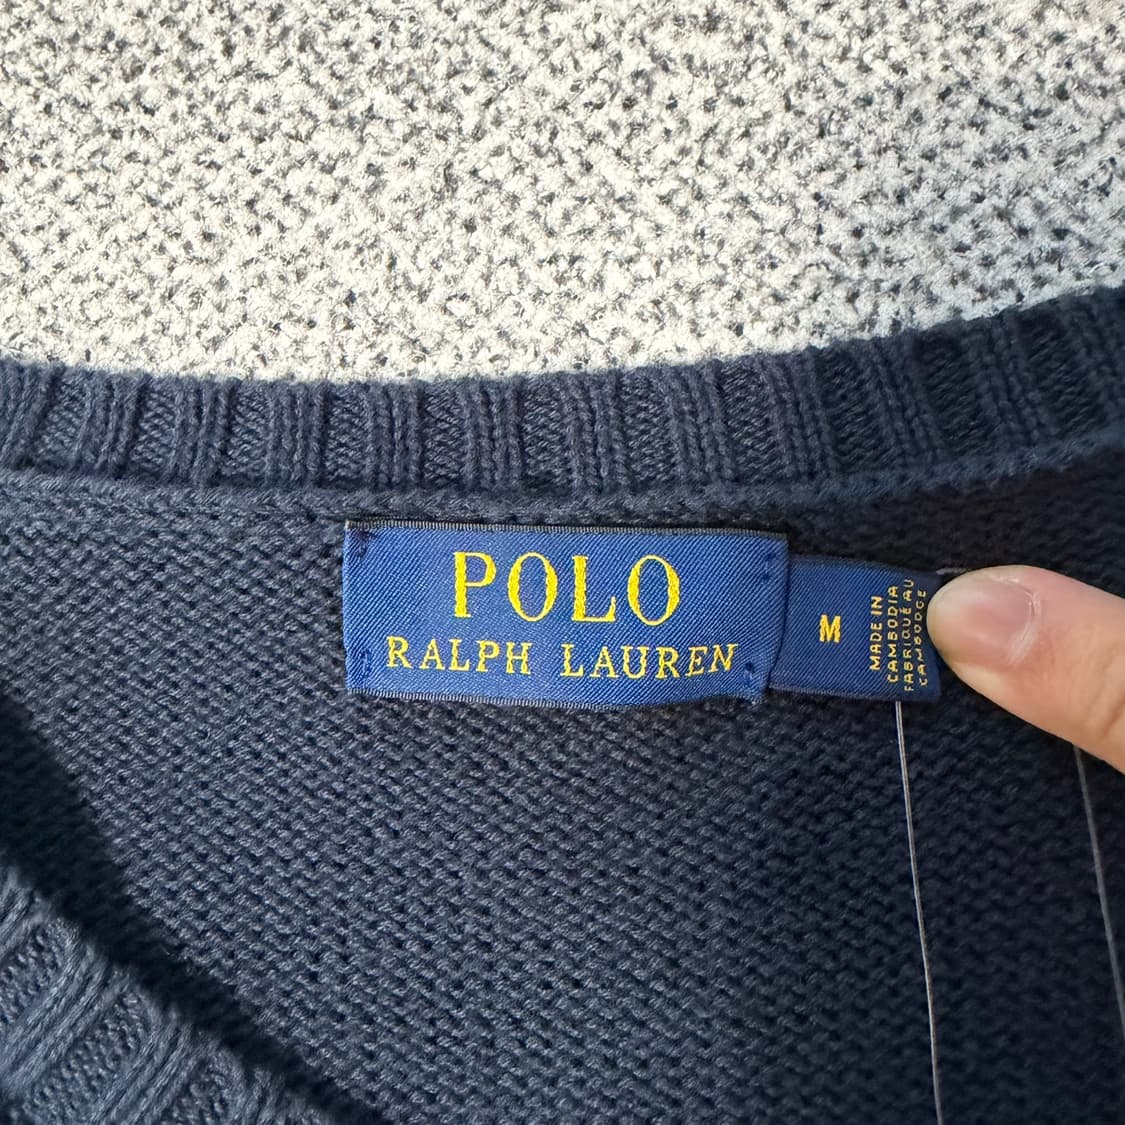 POLO
RALPH LAUREN
M
MADE IN
CAMBODIA
FABRIQUÉ AU
CAMBODGE